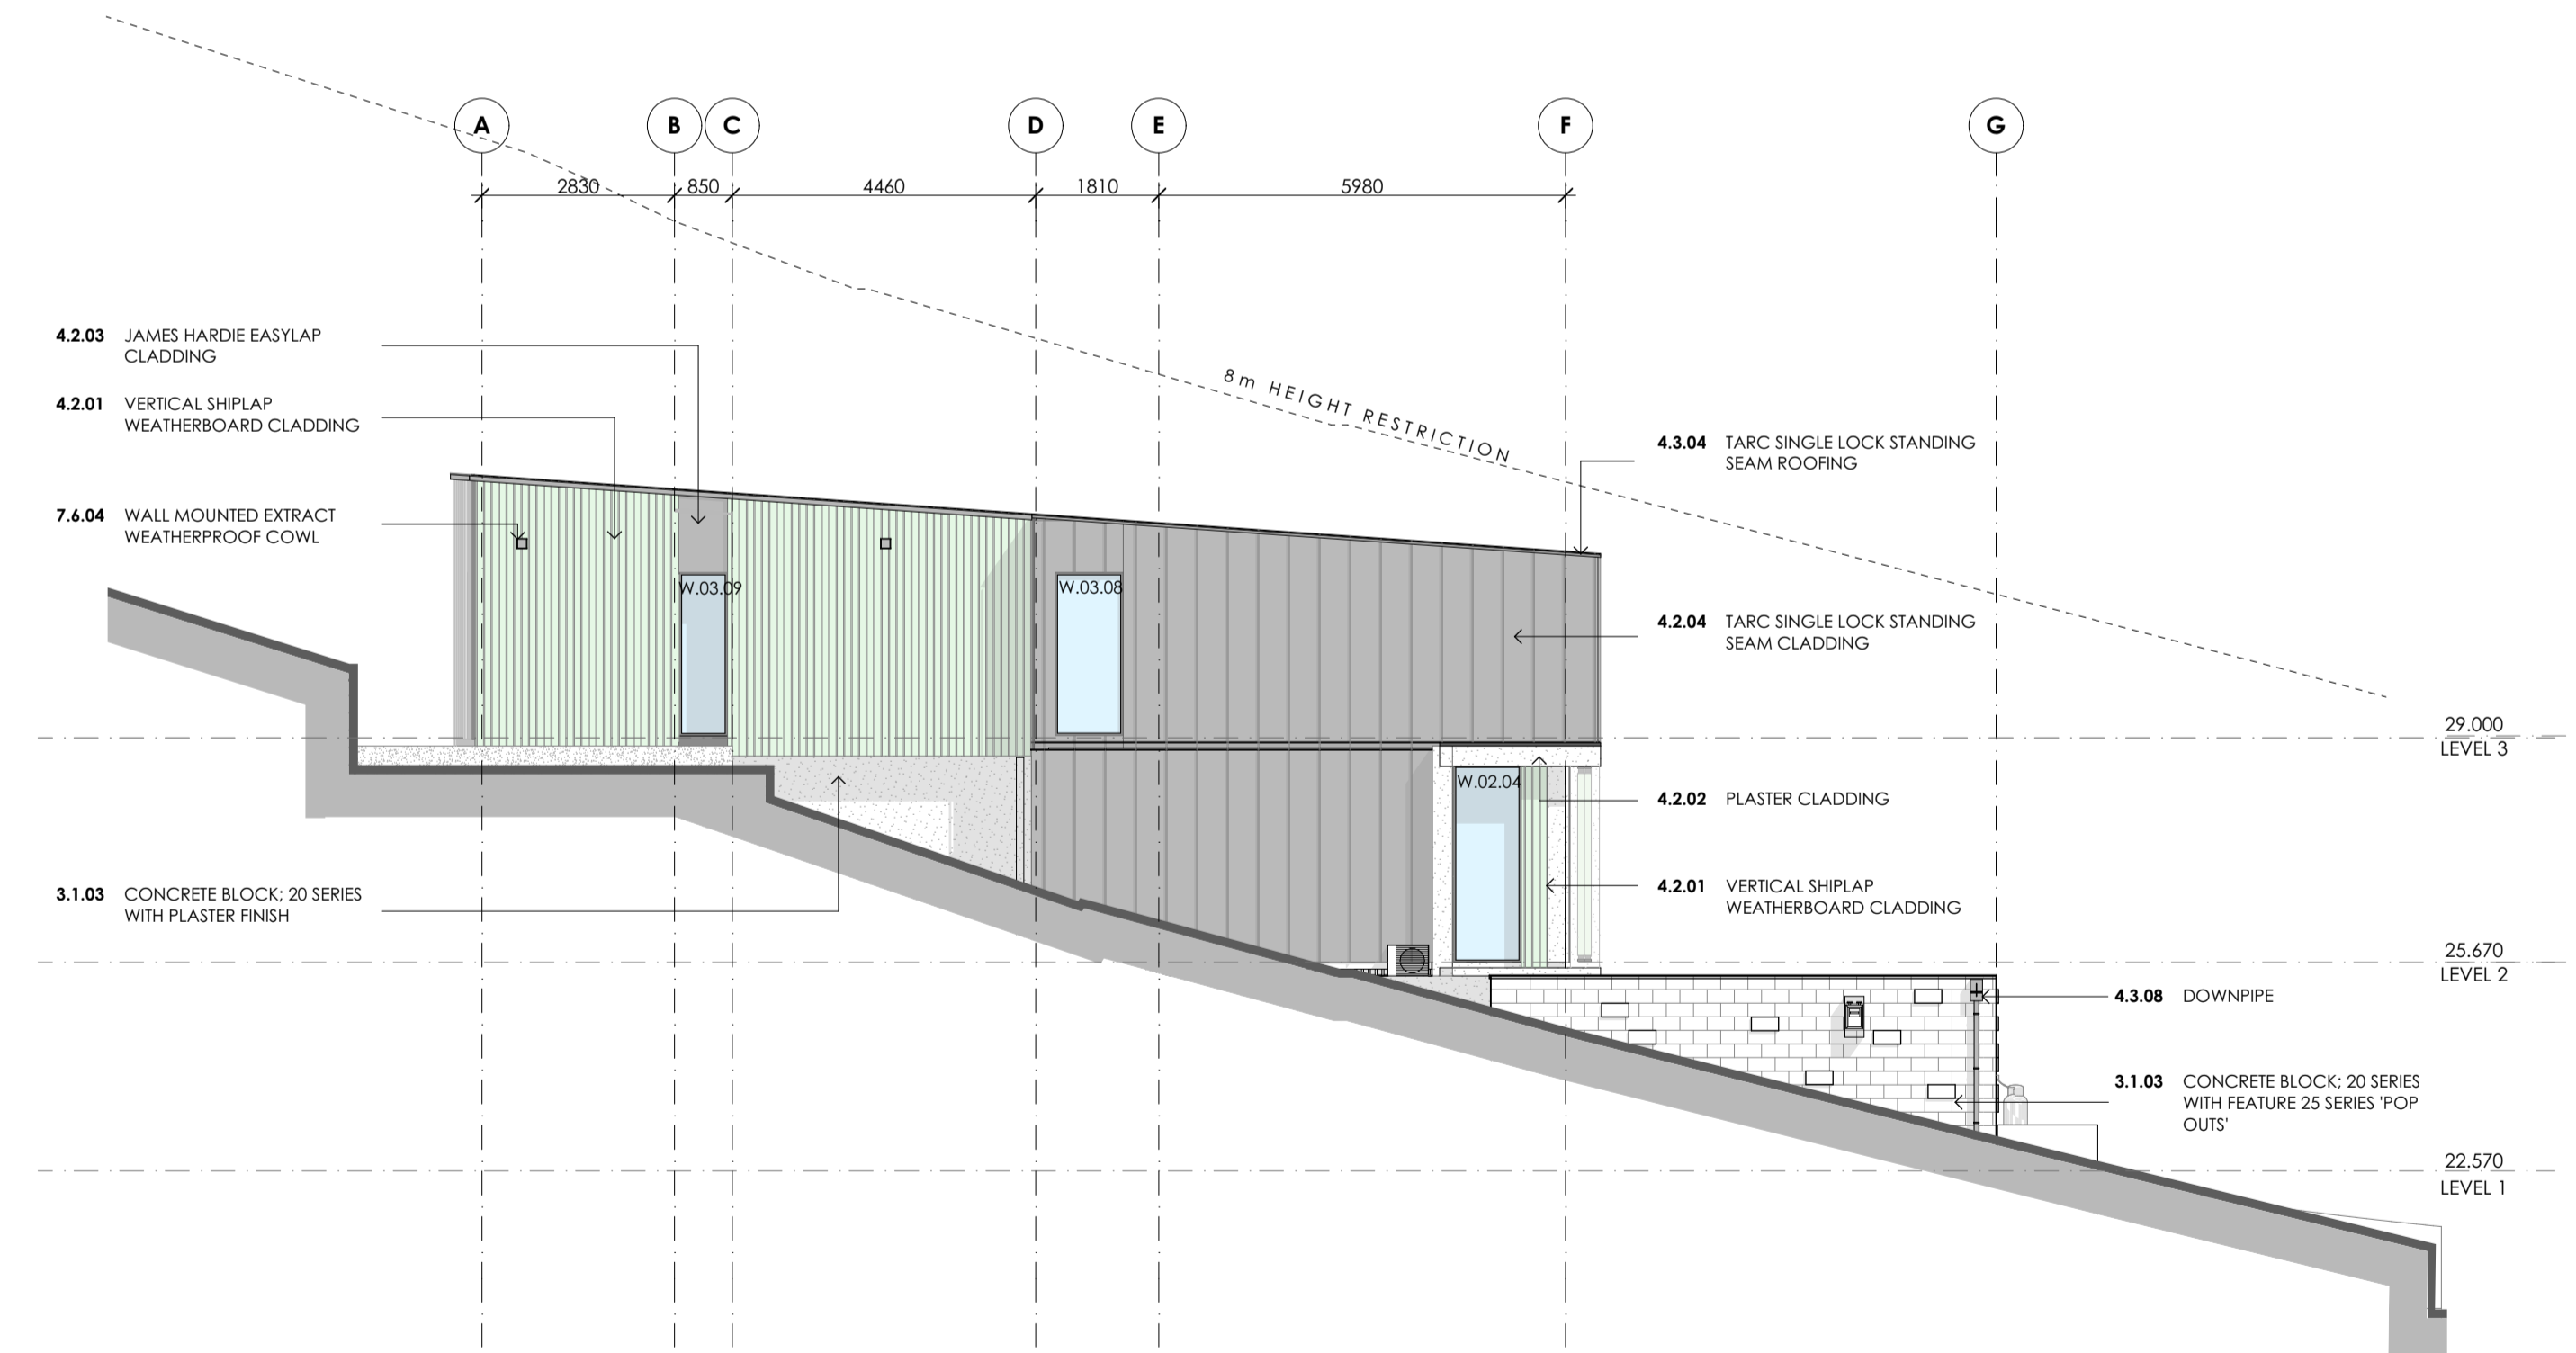 A B C D E F G
2830 850 4460 1810 5980
8m HEIGHT RESTRICTION
4.2.03 JAMES HARDIE EASYLAP
CLADDING
4.2.01 VERTICAL SHIPLAP
WEATHERBOARD CLADDING
7.6.04 WALL MOUNTED EXTRACT
WEATHERPROOF COWL
3.1.03 CONCRETE BLOCK; 20 SERIES
WITH PLASTER FINISH
W.03.09
W.03.08
W.02.04
4.3.04 TARC SINGLE LOCK STANDING
SEAM ROOFING
4.2.04 TARC SINGLE LOCK STANDING
SEAM CLADDING
4.2.02 PLASTER CLADDING
4.2.01 VERTICAL SHIPLAP
WEATHERBOARD CLADDING
29.000
LEVEL 3
25.670
LEVEL 2
4.3.08 DOWNPIPE
3.1.03 CONCRETE BLOCK; 20 SERIES
WITH FEATURE 25 SERIES 'POP
OUTS'
22.570
LEVEL 1